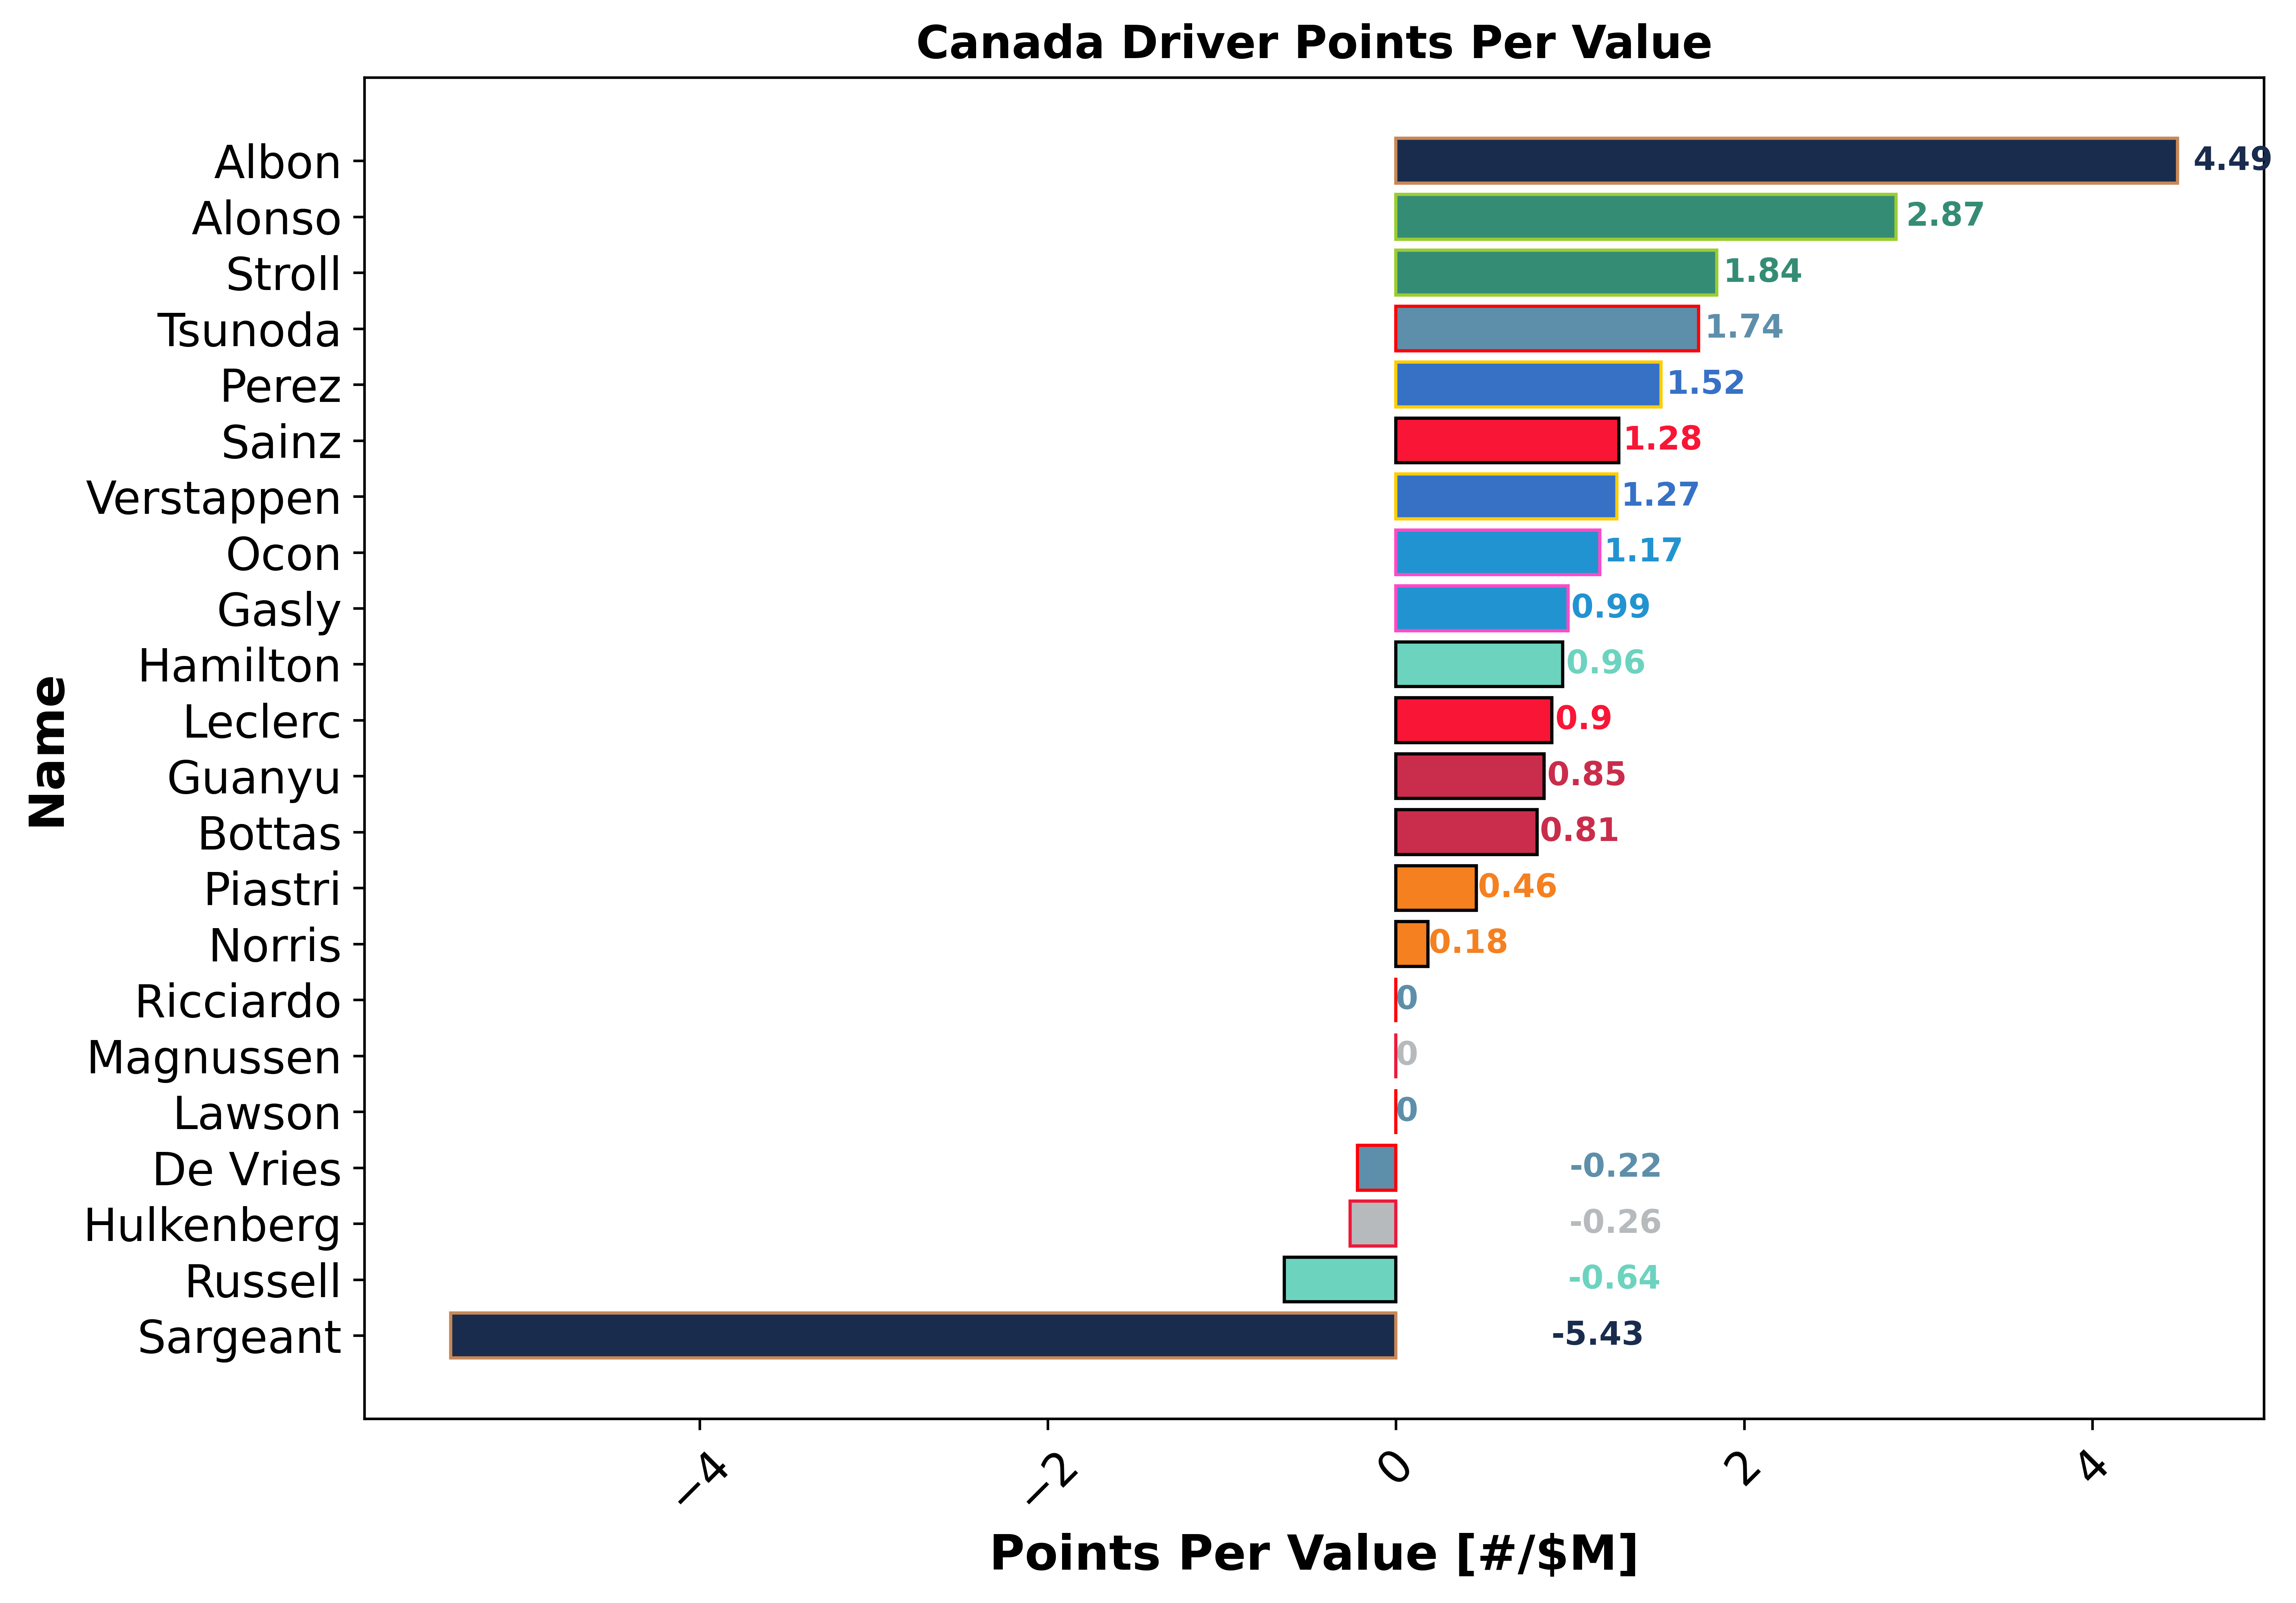 Canada Driver Points Per Value
Albon 4.49
Alonso 2.87
Stroll 1.84
Tsunoda 1.74
Perez 1.52
Sainz 1.28
Verstappen 1.27
Ocon 1.17
Gasly 0.99
Hamilton 0.96
Leclerc 0.9
Guanyu 0.85
Bottas 0.81
Piastri 0.46
Norris 0.18
Ricciardo 0
Magnussen 0
Lawson 0
De Vries -0.22
Hulkenberg -0.26
Russell -0.64
Sargeant -5.43
Name
−4 −2 0 2 4
Points Per Value [#/$M]